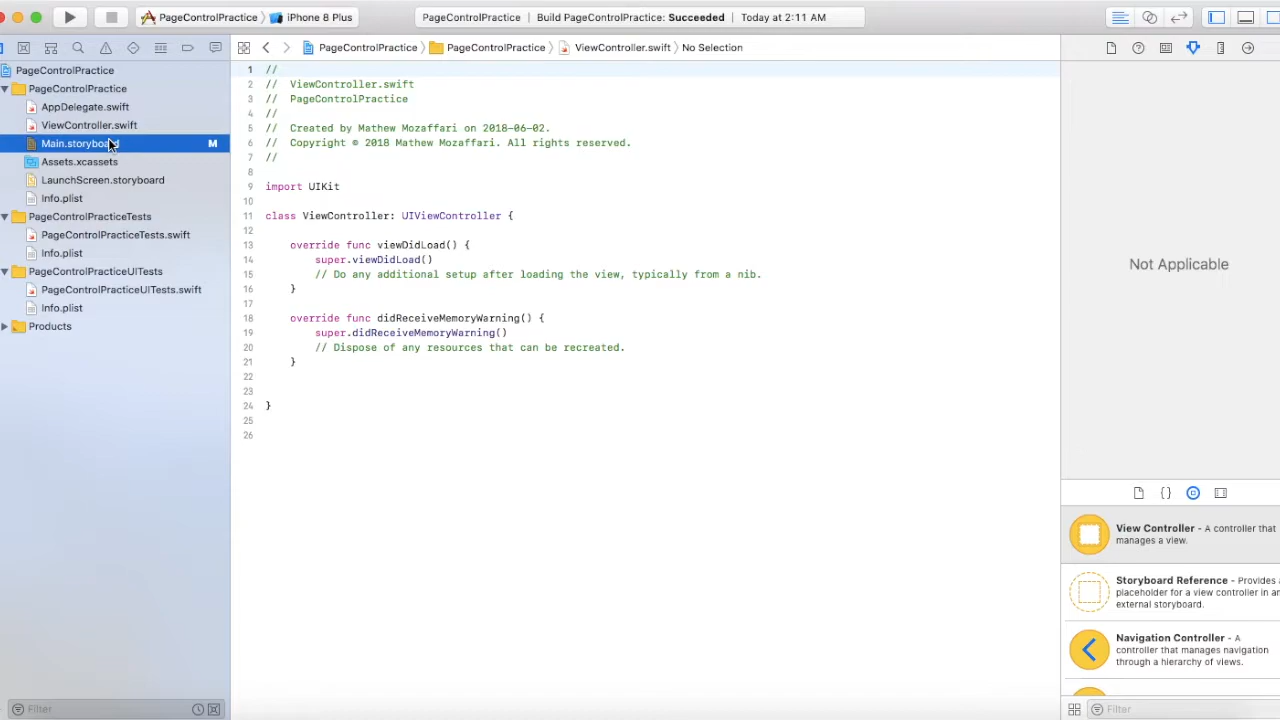 PageControlPractice iPhone 8 Plus
PageControlPractice Build PageControlPractice: Succeeded Today at 2:11 AM
PageControlPractice PageControlPractice ViewController.swift No Selection
PageControlPractice
PageControlPractice
AppDelegate.swift
ViewController.swift
Main.storyboard M
Assets.xcassets
LaunchScreen.storyboard
Info.plist
PageControlPracticeTests
PageControlPracticeTests.swift
Info.plist
PageControlPracticeUITests
PageControlPracticeUITests.swift
Info.plist
Products
Filter
1 //
2 // ViewController.swift
3 // PageControlPractice
4 //
5 // Created by Mathew Mozaffari on 2018-06-02.
6 // Copyright © 2018 Mathew Mozaffari. All rights reserved.
7 //
8
9 import UIKit
10
11 class ViewController: UIViewController {
12
13 override func viewDidLoad() {
14 super.viewDidLoad()
15 // Do any additional setup after loading the view, typically from a nib.
16 }
17
18 override func didReceiveMemoryWarning() {
19 super.didReceiveMemoryWarning()
20 // Dispose of any resources that can be recreated.
21 }
22
23
24 }
25
26
Not Applicable
{ }
View Controller - A controller that
manages a view.
Storyboard Reference - Provides a
placeholder for a view controller in an
external storyboard.
Navigation Controller - A
controller that manages navigation
through a hierarchy of views.
Filter